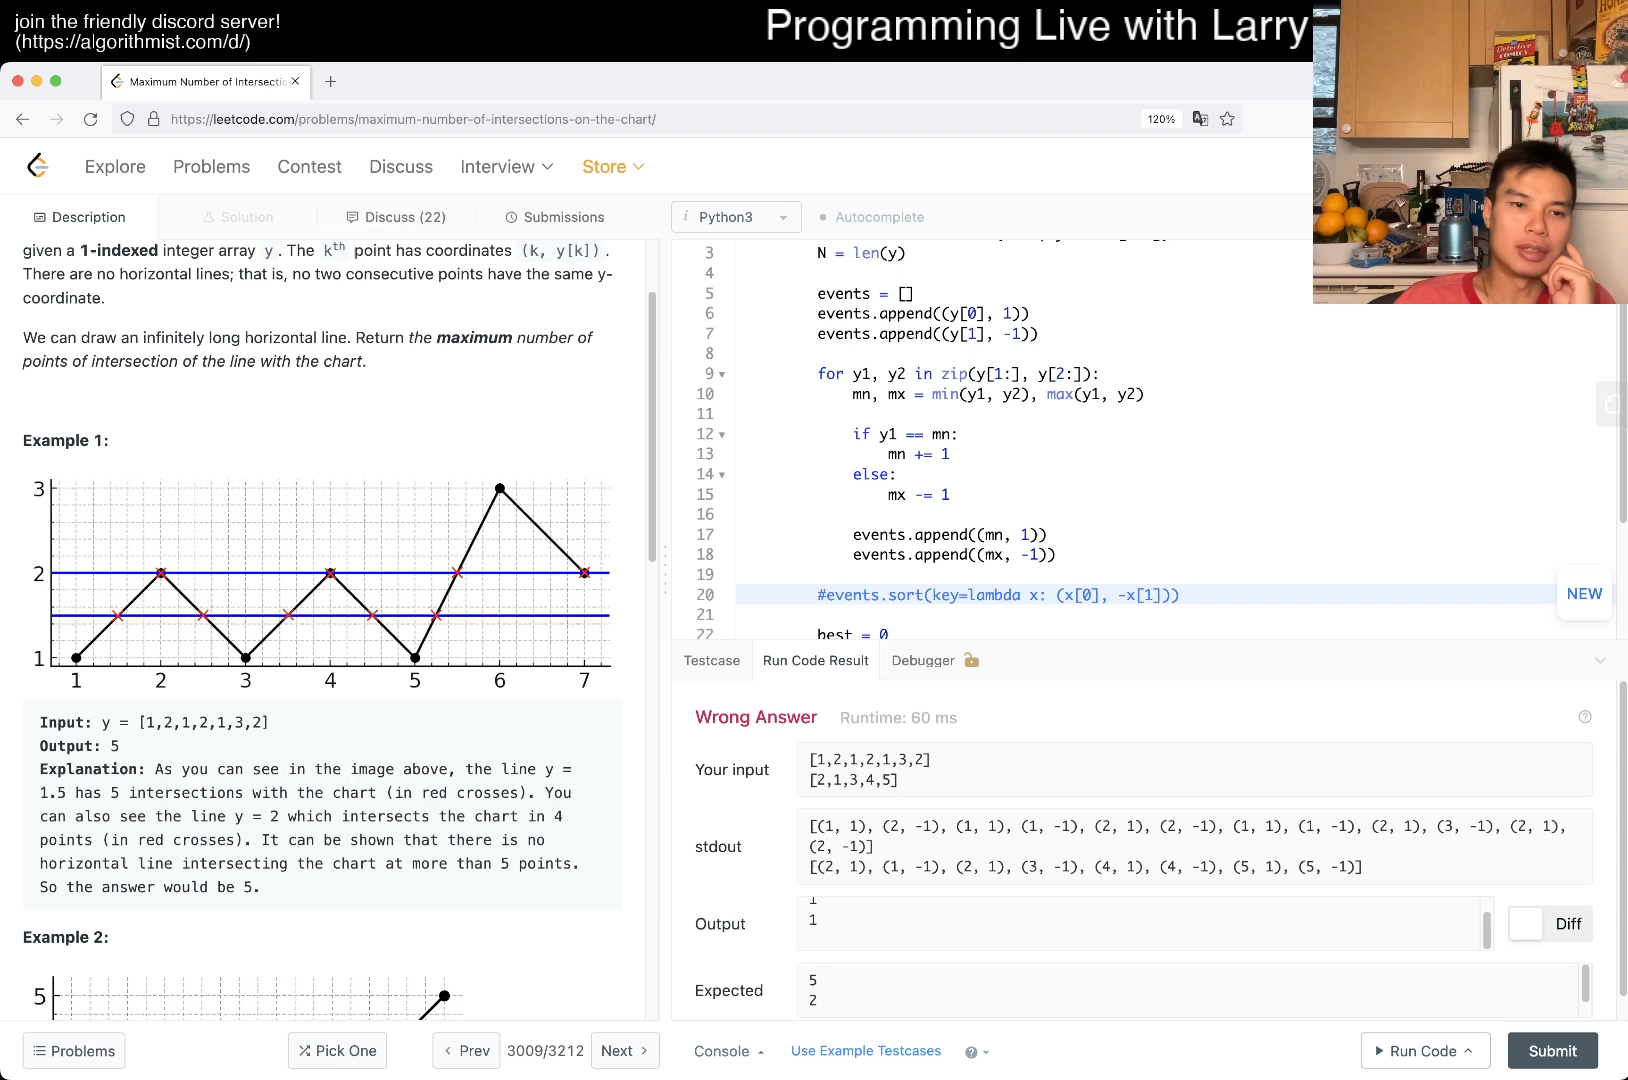 join the friendly discord server!
(https://algorithmist.com/d/)
Programming Live with Larry
Maximum Number of Intersectio
https://leetcode.com/problems/maximum-number-of-intersections-on-the-chart/
120%
Explore
Problems
Contest
Discuss
Interview
Store
Description
Solution
Discuss (22)
Submissions
i Python3
Autocomplete
given a 1-indexed integer array y. The kth point has coordinates (k, y[k]).
There are no horizontal lines; that is, no two consecutive points have the same y-
coordinate.
We can draw an infinitely long horizontal line. Return the maximum number of
points of intersection of the line with the chart.
Example 1:
3
2
1
1 2 3 4 5 6 7
Input: y = [1,2,1,2,1,3,2]
Output: 5
Explanation: As you can see in the image above, the line y =
1.5 has 5 intersections with the chart (in red crosses). You
can also see the line y = 2 which intersects the chart in 4
points (in red crosses). It can be shown that there is no
horizontal line intersecting the chart at more than 5 points.
So the answer would be 5.
Example 2:
5
3 N = len(y)
4
5 events = []
6 events.append((y[0], 1))
7 events.append((y[1], -1))
8
9 for y1, y2 in zip(y[1:], y[2:]):
10 mn, mx = min(y1, y2), max(y1, y2)
11
12 if y1 == mn:
13 mn += 1
14 else:
15 mx -= 1
16
17 events.append((mn, 1))
18 events.append((mx, -1))
19
20 #events.sort(key=lambda x: (x[0], -x[1]))
21
22 best = 0
NEW
Testcase
Run Code Result
Debugger
Wrong Answer
Runtime: 60 ms
Your input
[1,2,1,2,1,3,2]
[2,1,3,4,5]
stdout
[(1, 1), (2, -1), (1, 1), (1, -1), (2, 1), (2, -1), (1, 1), (1, -1), (2, 1), (3, -1), (2, 1),
(2, -1)]
[(2, 1), (1, -1), (2, 1), (3, -1), (4, 1), (4, -1), (5, 1), (5, -1)]
Output
1
1
Diff
Expected
5
2
Problems
Pick One
Prev
3009/3212
Next
Console
Use Example Testcases
Run Code
Submit